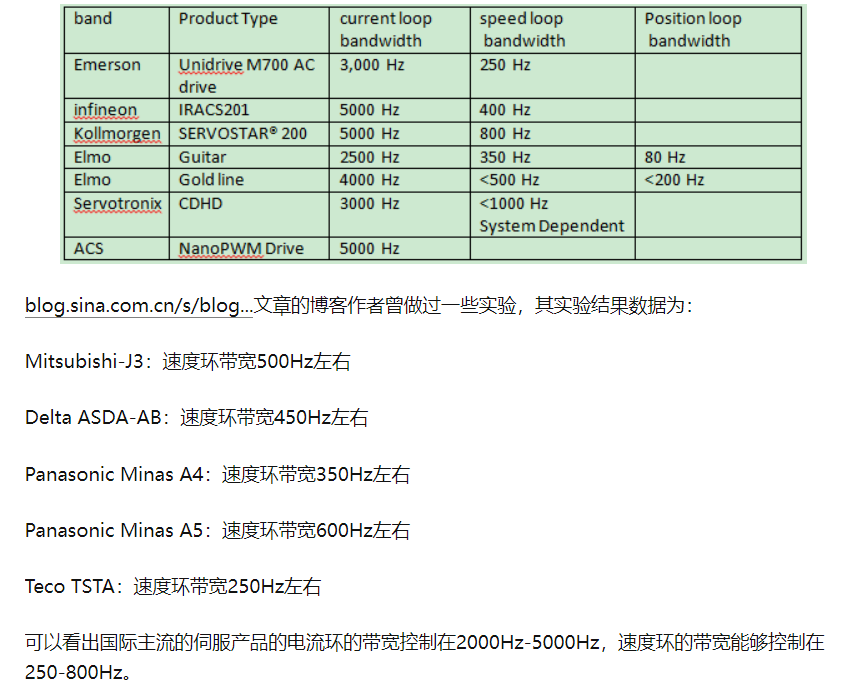 band Product Type current loop speed loop Position loop
bandwidth bandwidth bandwidth
Emerson Unidrive M700 AC 3,000 Hz 250 Hz
drive
infineon IRACS201 5000 Hz 400 Hz
Kollmorgen SERVOSTAR® 200 5000 Hz 800 Hz
Elmo Guitar 2500 Hz 350 Hz 80 Hz
Elmo Gold line 4000 Hz <500 Hz <200 Hz
Servotronix CDHD 3000 Hz <1000 Hz
System Dependent
ACS NanoPWM Drive 5000 Hz
blog.sina.com.cn/s/blog...文章的博客作者曾做过一些实验，其实验结果数据为：
Mitsubishi-J3：速度环带宽500Hz左右
Delta ASDA-AB：速度环带宽450Hz左右
Panasonic Minas A4：速度环带宽350Hz左右
Panasonic Minas A5：速度环带宽600Hz左右
Teco TSTA：速度环带宽250Hz左右
可以看出国际主流的伺服产品的电流环的带宽控制在2000Hz-5000Hz，速度环的带宽能够控制在
250-800Hz。